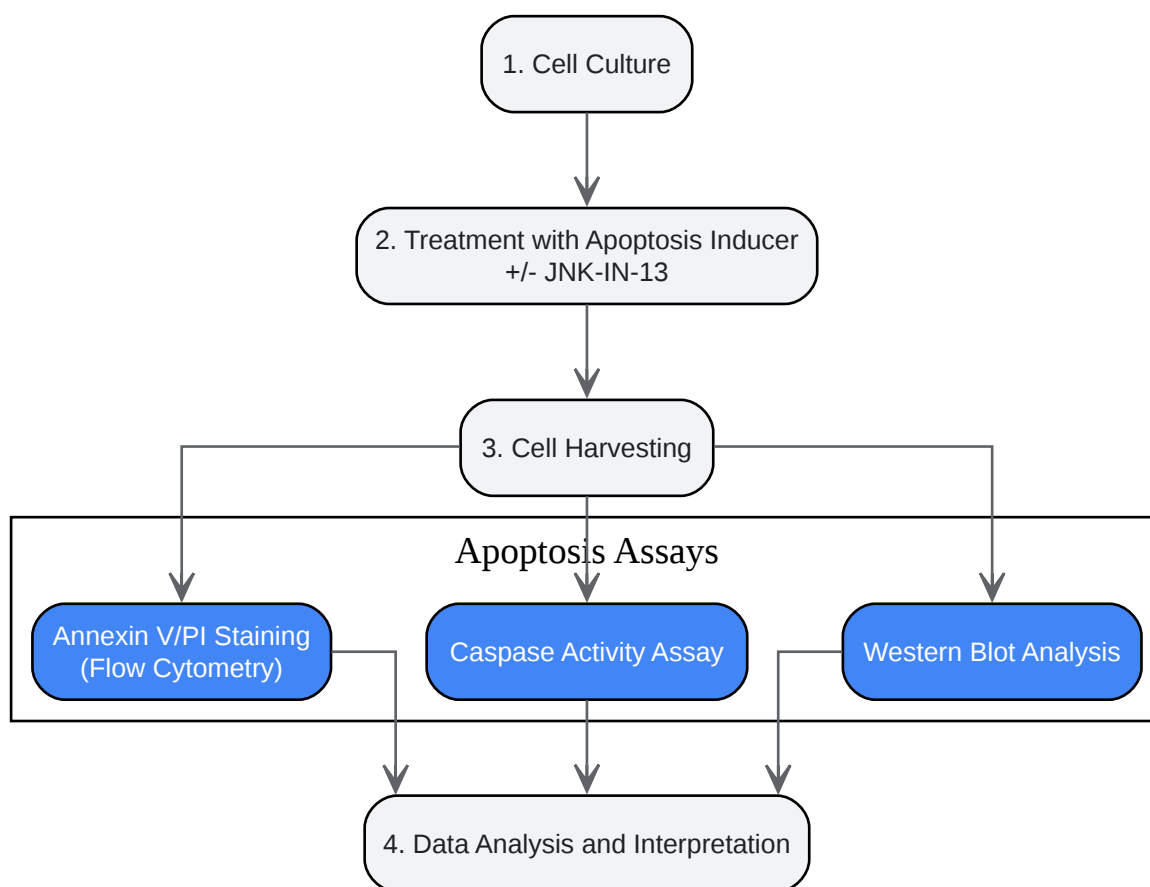 1. Cell Culture
2. Treatment with Apoptosis Inducer
+/- JNK-IN-13
3. Cell Harvesting
Apoptosis Assays
Annexin V/PI Staining
(Flow Cytometry)
Caspase Activity Assay
Western Blot Analysis
4. Data Analysis and Interpretation